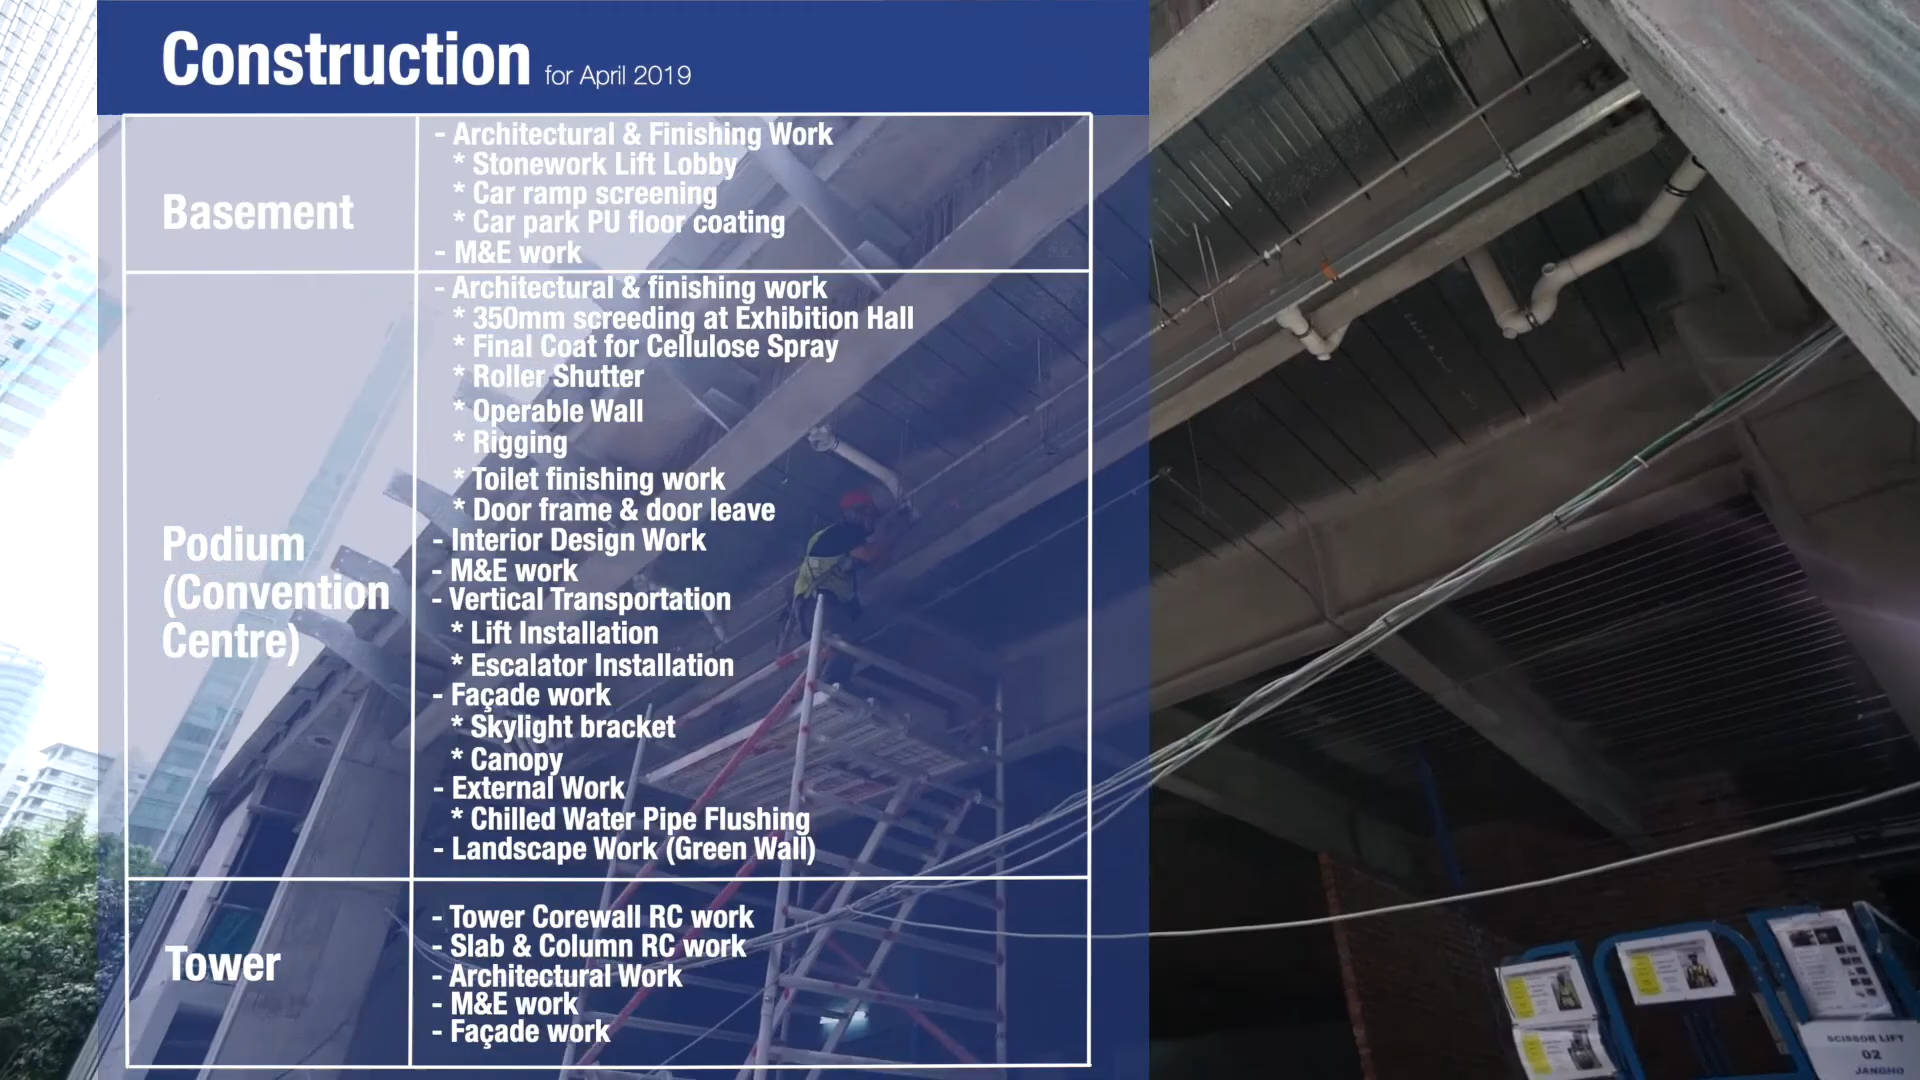 Construction for April 2019
Basement
- Architectural & Finishing Work
* Stonework Lift Lobby
* Car ramp screening
* Car park PU floor coating
- M&E work
Podium
(Convention
Centre)
- Architectural & finishing work
* 350mm screeding at Exhibition Hall
* Final Coat for Cellulose Spray
* Roller Shutter
* Operable Wall
* Rigging
* Toilet finishing work
* Door frame & door leave
- Interior Design Work
- M&E work
- Vertical Transportation
* Lift Installation
* Escalator Installation
- Façade work
* Skylight bracket
* Canopy
- External Work
* Chilled Water Pipe Flushing
- Landscape Work (Green Wall)
Tower
- Tower Corewall RC work
- Slab & Column RC work
- Architectural Work
- M&E work
- Façade work
SCISSOR LIFT
02
JANGHO